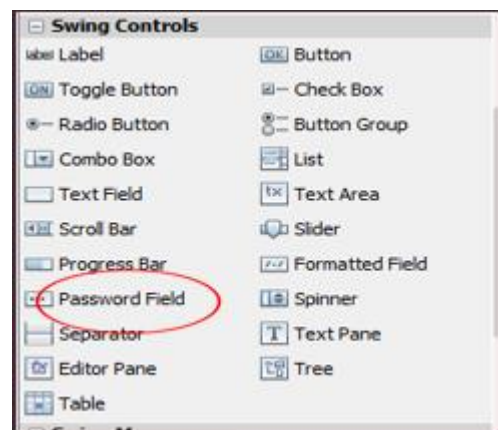 Swing Controls
label Label
OK Button
ON Toggle Button
Check Box
Radio Button
Button Group
Combo Box
List
Text Field
tx Text Area
Scroll Bar
Slider
Progress Bar
Formatted Field
Password Field
Spinner
Separator
T Text Pane
Editor Pane
Tree
Table